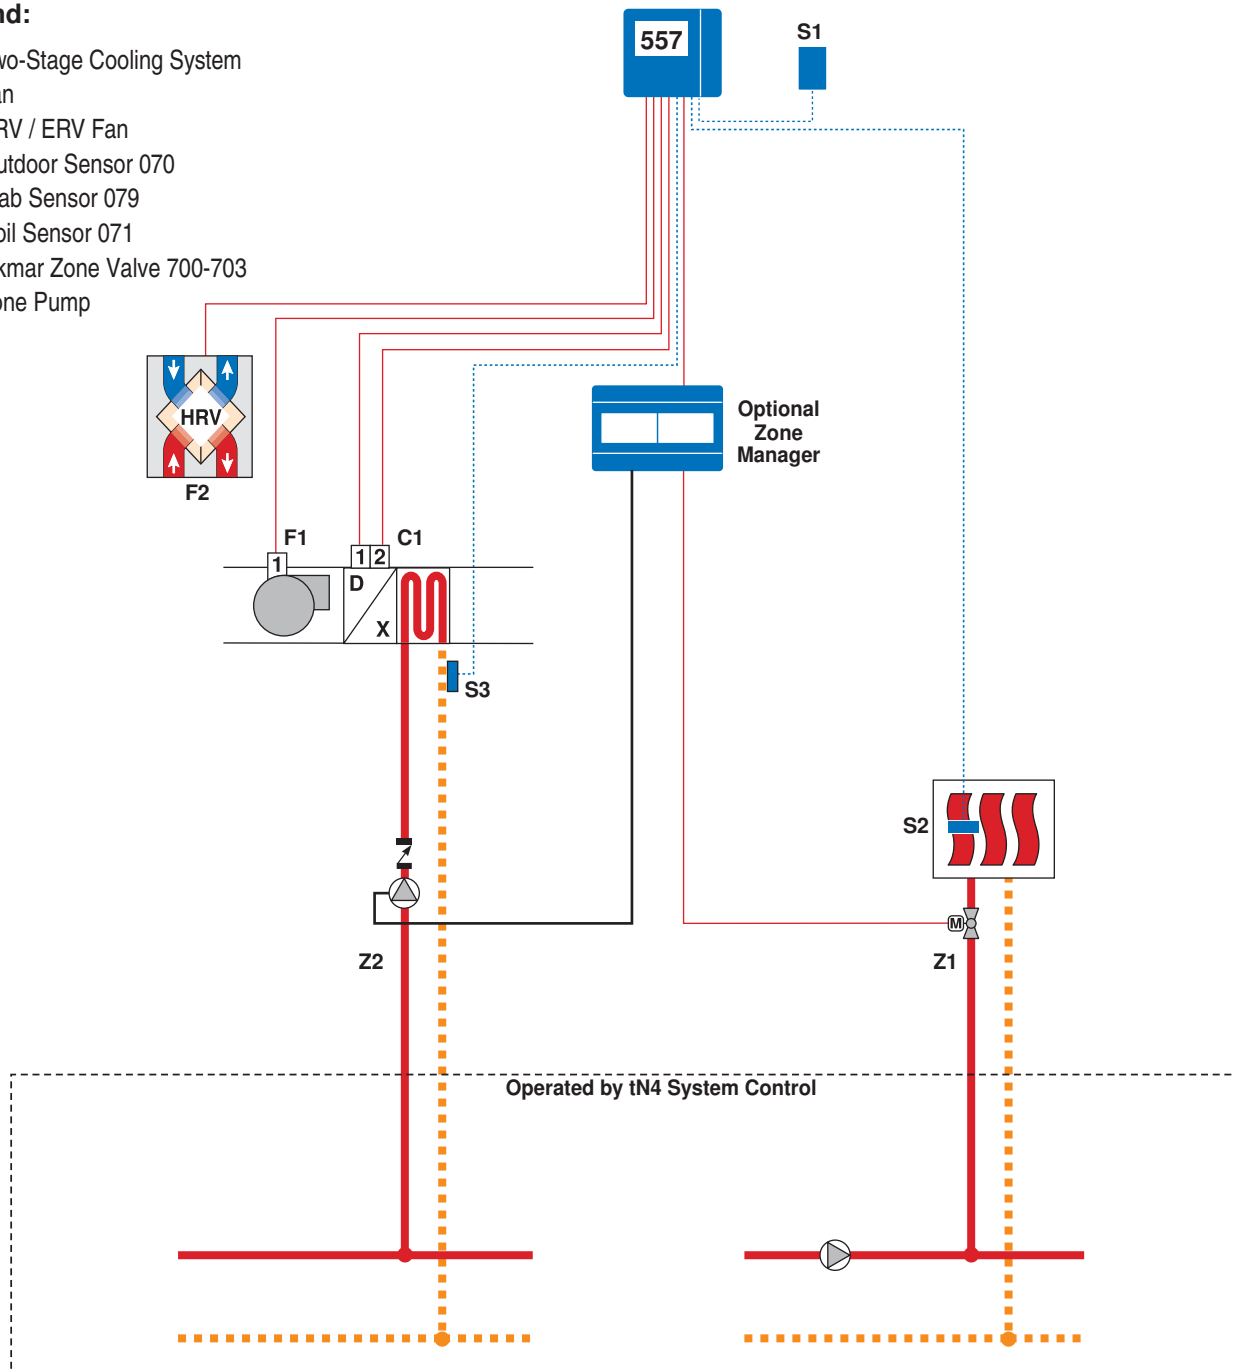 nd:
wo-Stage Cooling System
an
RV / ERV Fan
utdoor Sensor 070
ab Sensor 079
oil Sensor 071
kmar Zone Valve 700-703
one Pump
557
S1
HRV
F2
Optional
Zone
Manager
F1
C1
1
1 2
D
X
S3
S2
M
Z2
Z1
Operated by tN4 System Control